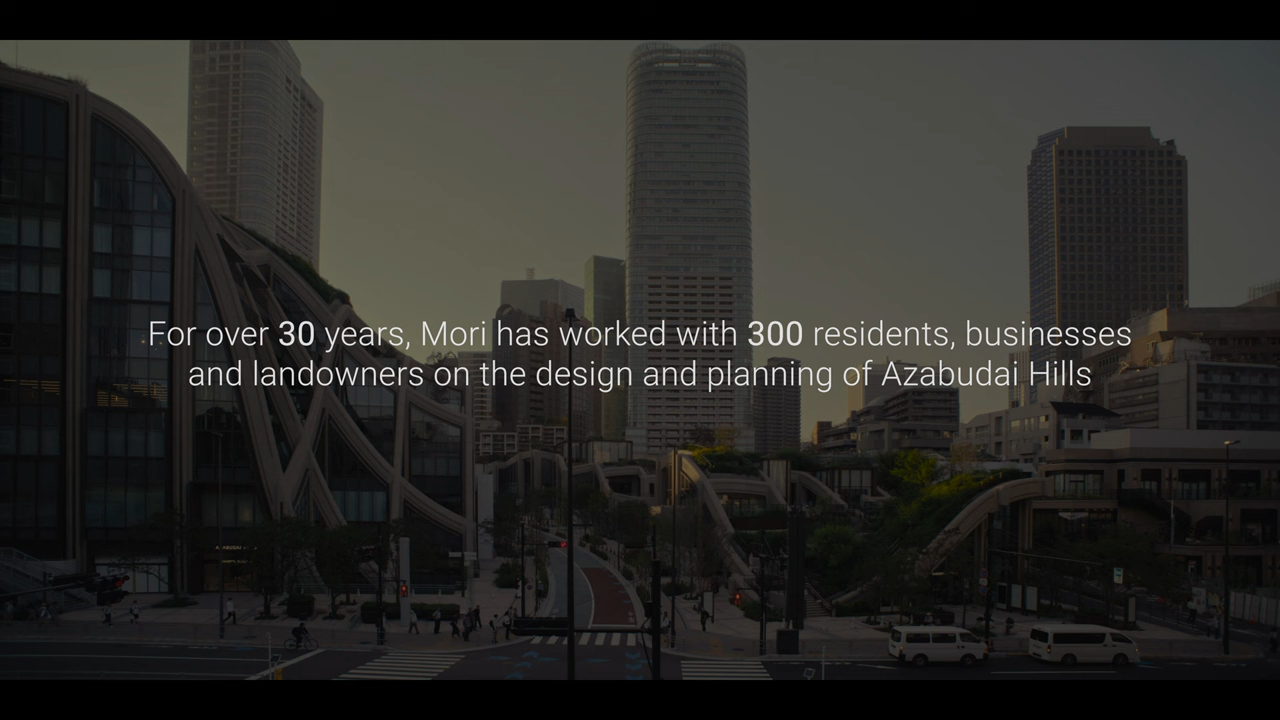 For over 30 years, Mori has worked with 300 residents, businesses
and landowners on the design and planning of Azabudai Hills